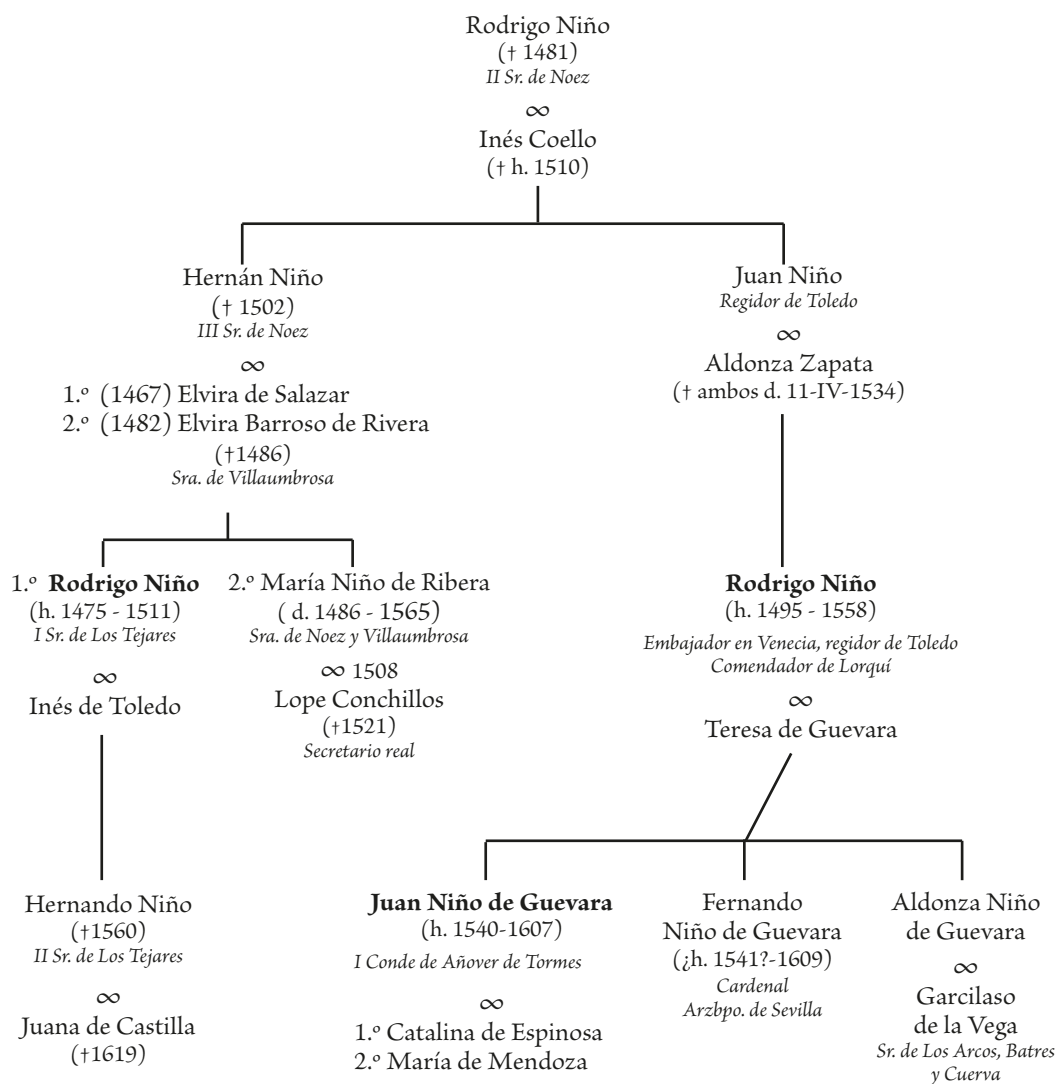 Rodrigo Niño
(† 1481)
II Sr. de Noez
∞
Inés Coello
(† h. 1510)
Hernán Niño
(† 1502)
III Sr. de Noez
∞
1.º (1467) Elvira de Salazar
2.º (1482) Elvira Barroso de Rivera
(†1486)
Sra. de Villaumbrosa
Juan Niño
Regidor de Toledo
∞
Aldonza Zapata
(† ambos d. 11-IV-1534)
1.º Rodrigo Niño
(h. 1475 - 1511)
I Sr. de Los Tejares
∞
Inés de Toledo
2.º María Niño de Ribera
( d. 1486 - 1565)
Sra. de Noez y Villaumbrosa
∞ 1508
Lope Conchillos
(†1521)
Secretario real
Rodrigo Niño
(h. 1495 - 1558)
Embajador en Venecia, regidor de Toledo
Comendador de Lorquí
∞
Teresa de Guevara
Hernando Niño
(†1560)
II Sr. de Los Tejares
∞
Juana de Castilla
(†1619)
Juan Niño de Guevara
(h. 1540-1607)
I Conde de Añover de Tormes
∞
1.º Catalina de Espinosa
2.º María de Mendoza
Fernando
Niño de Guevara
(¿h. 1541?-1609)
Cardenal
Arzbpo. de Sevilla
Aldonza Niño
de Guevara
∞
Garcilaso
de la Vega
Sr. de Los Arcos, Batres
y Cuerva